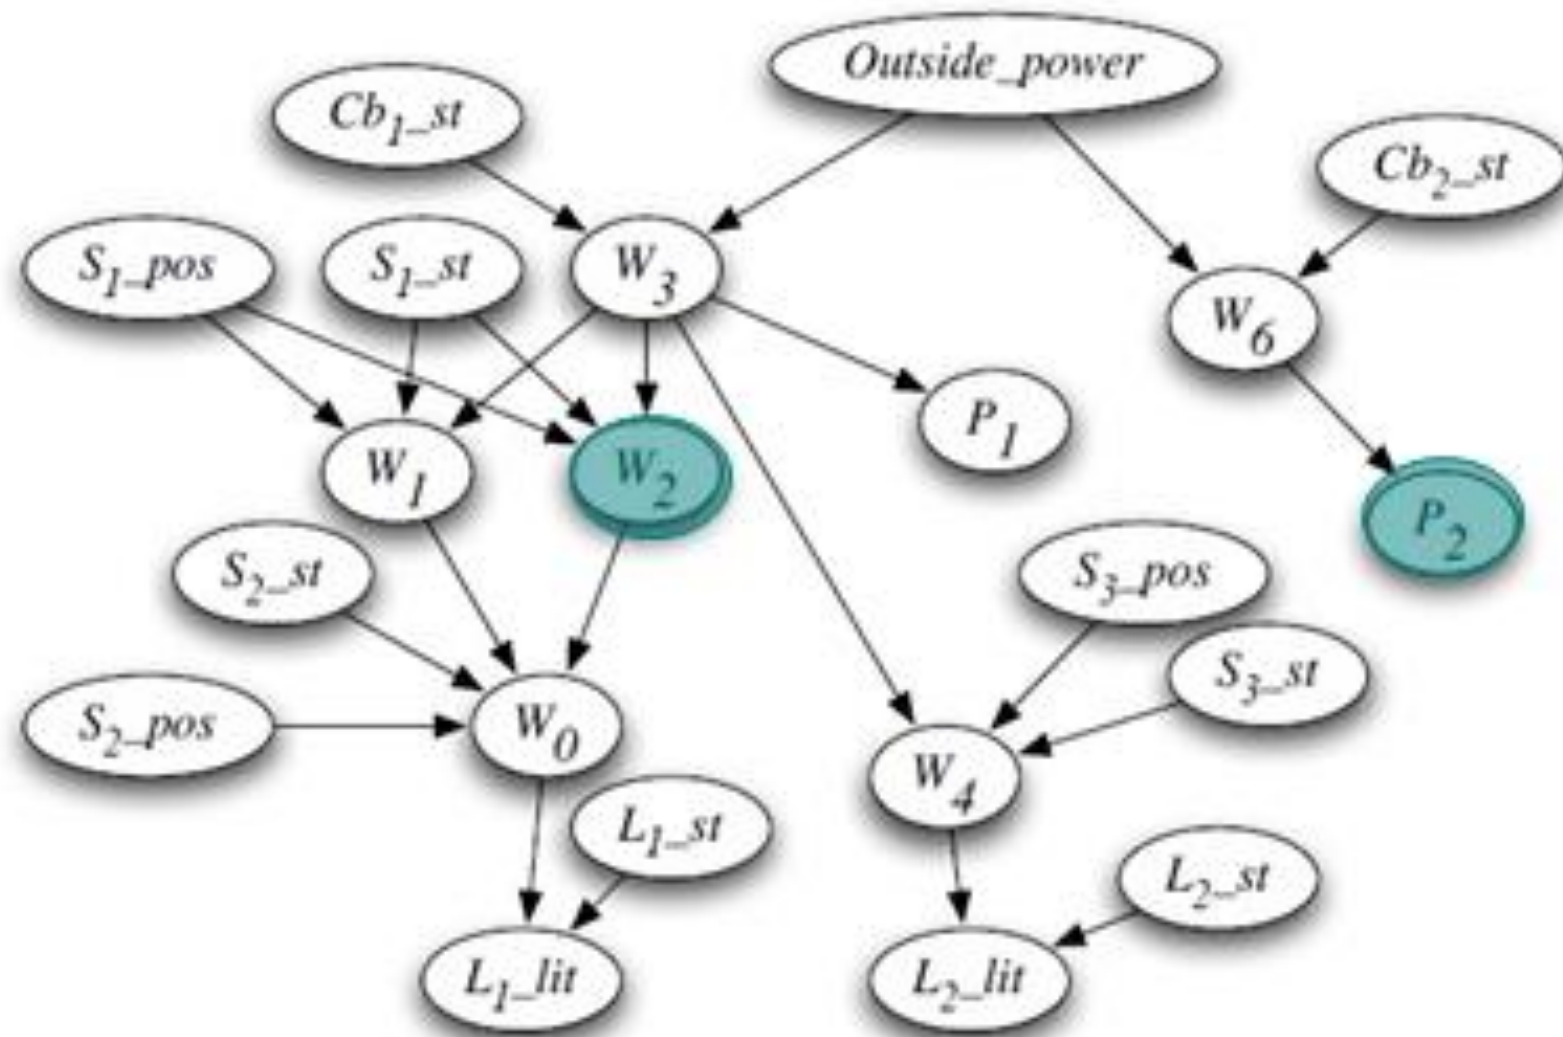 Outside_power
Cb1_st
Cb2_st
S1_pos
S1_st
W3
W6
P1
W1
W2
P2
S2_st
S3_pos
S3_st
S2_pos
W0
W4
L1_st
L2_st
L1_lit
L2_lit